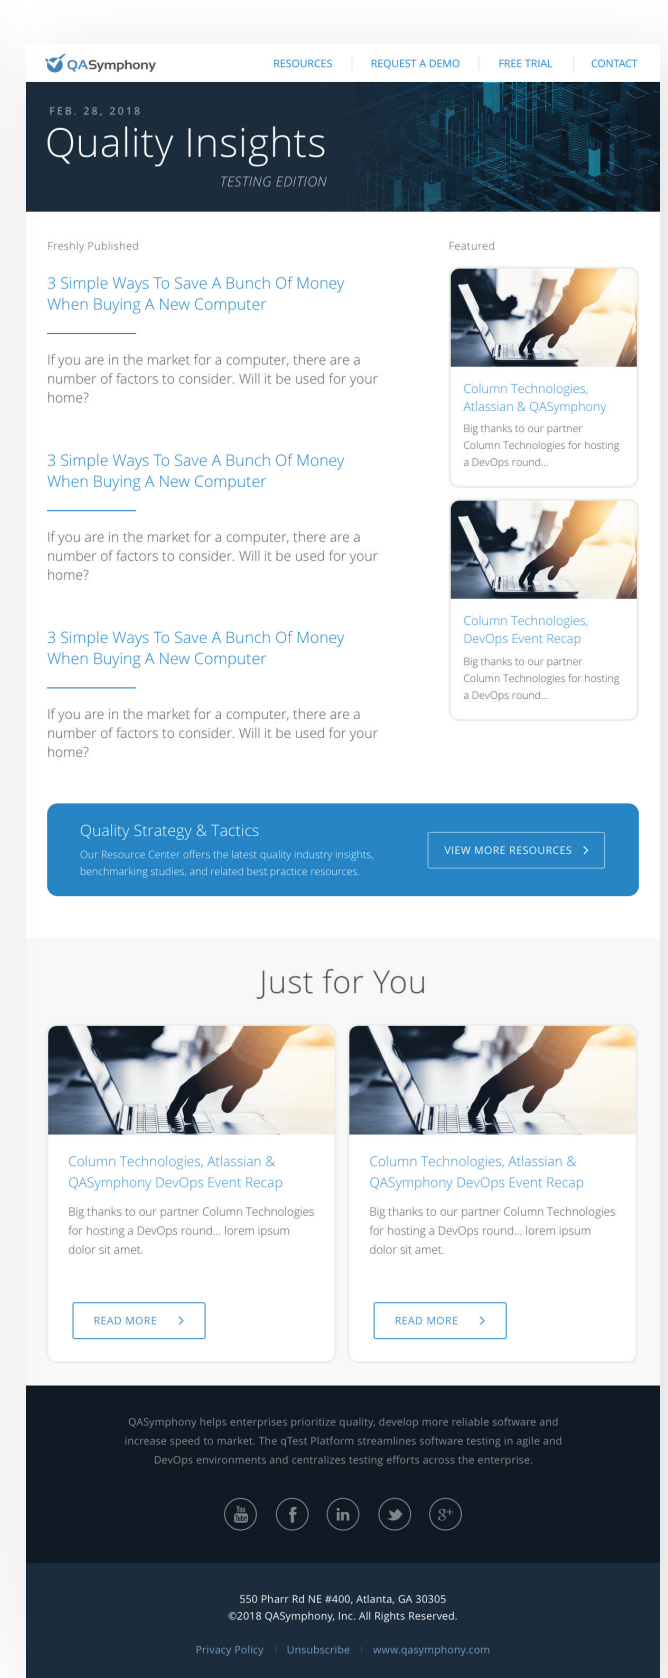 QASymphony
RESOURCES
REQUEST A DEMO
FREE TRIAL
CONTACT
FEB. 28, 2018
Quality Insights
TESTING EDITION
Freshly Published
3 Simple Ways To Save A Bunch Of Money
When Buying A New Computer
If you are in the market for a computer, there are a
number of factors to consider. Will it be used for your
home?
3 Simple Ways To Save A Bunch Of Money
When Buying A New Computer
If you are in the market for a computer, there are a
number of factors to consider. Will it be used for your
home?
3 Simple Ways To Save A Bunch Of Money
When Buying A New Computer
If you are in the market for a computer, there are a
number of factors to consider. Will it be used for your
home?
Featured
Column Technologies,
Atlassian & QASymphony
Big thanks to our partner
Column Technologies for hosting
a DevOps round...
Column Technologies,
DevOps Event Recap
Big thanks to our partner
Column Technologies for hosting
a DevOps round...
Quality Strategy & Tactics
Our Resource Center offers the latest quality industry insights,
benchmarking studies, and related best practice resources.
VIEW MORE RESOURCES
Just for You
Column Technologies, Atlassian &
QASymphony DevOps Event Recap
Big thanks to our partner Column Technologies
for hosting a DevOps round... lorem ipsum
dolor sit amet.
READ MORE
Column Technologies, Atlassian &
QASymphony DevOps Event Recap
Big thanks to our partner Column Technologies
for hosting a DevOps round... lorem ipsum
dolor sit amet.
READ MORE
QASymphony helps enterprises prioritize quality, develop more reliable software and
increase speed to market. The qTest Platform streamlines software testing in agile and
DevOps environments and centralizes testing efforts across the enterprise.
You
Tube
f
in
g+
550 Pharr Rd NE #400, Atlanta, GA 30305
©2018 QASymphony, Inc. All Rights Reserved.
Privacy Policy | Unsubscribe | www.qasymphony.com